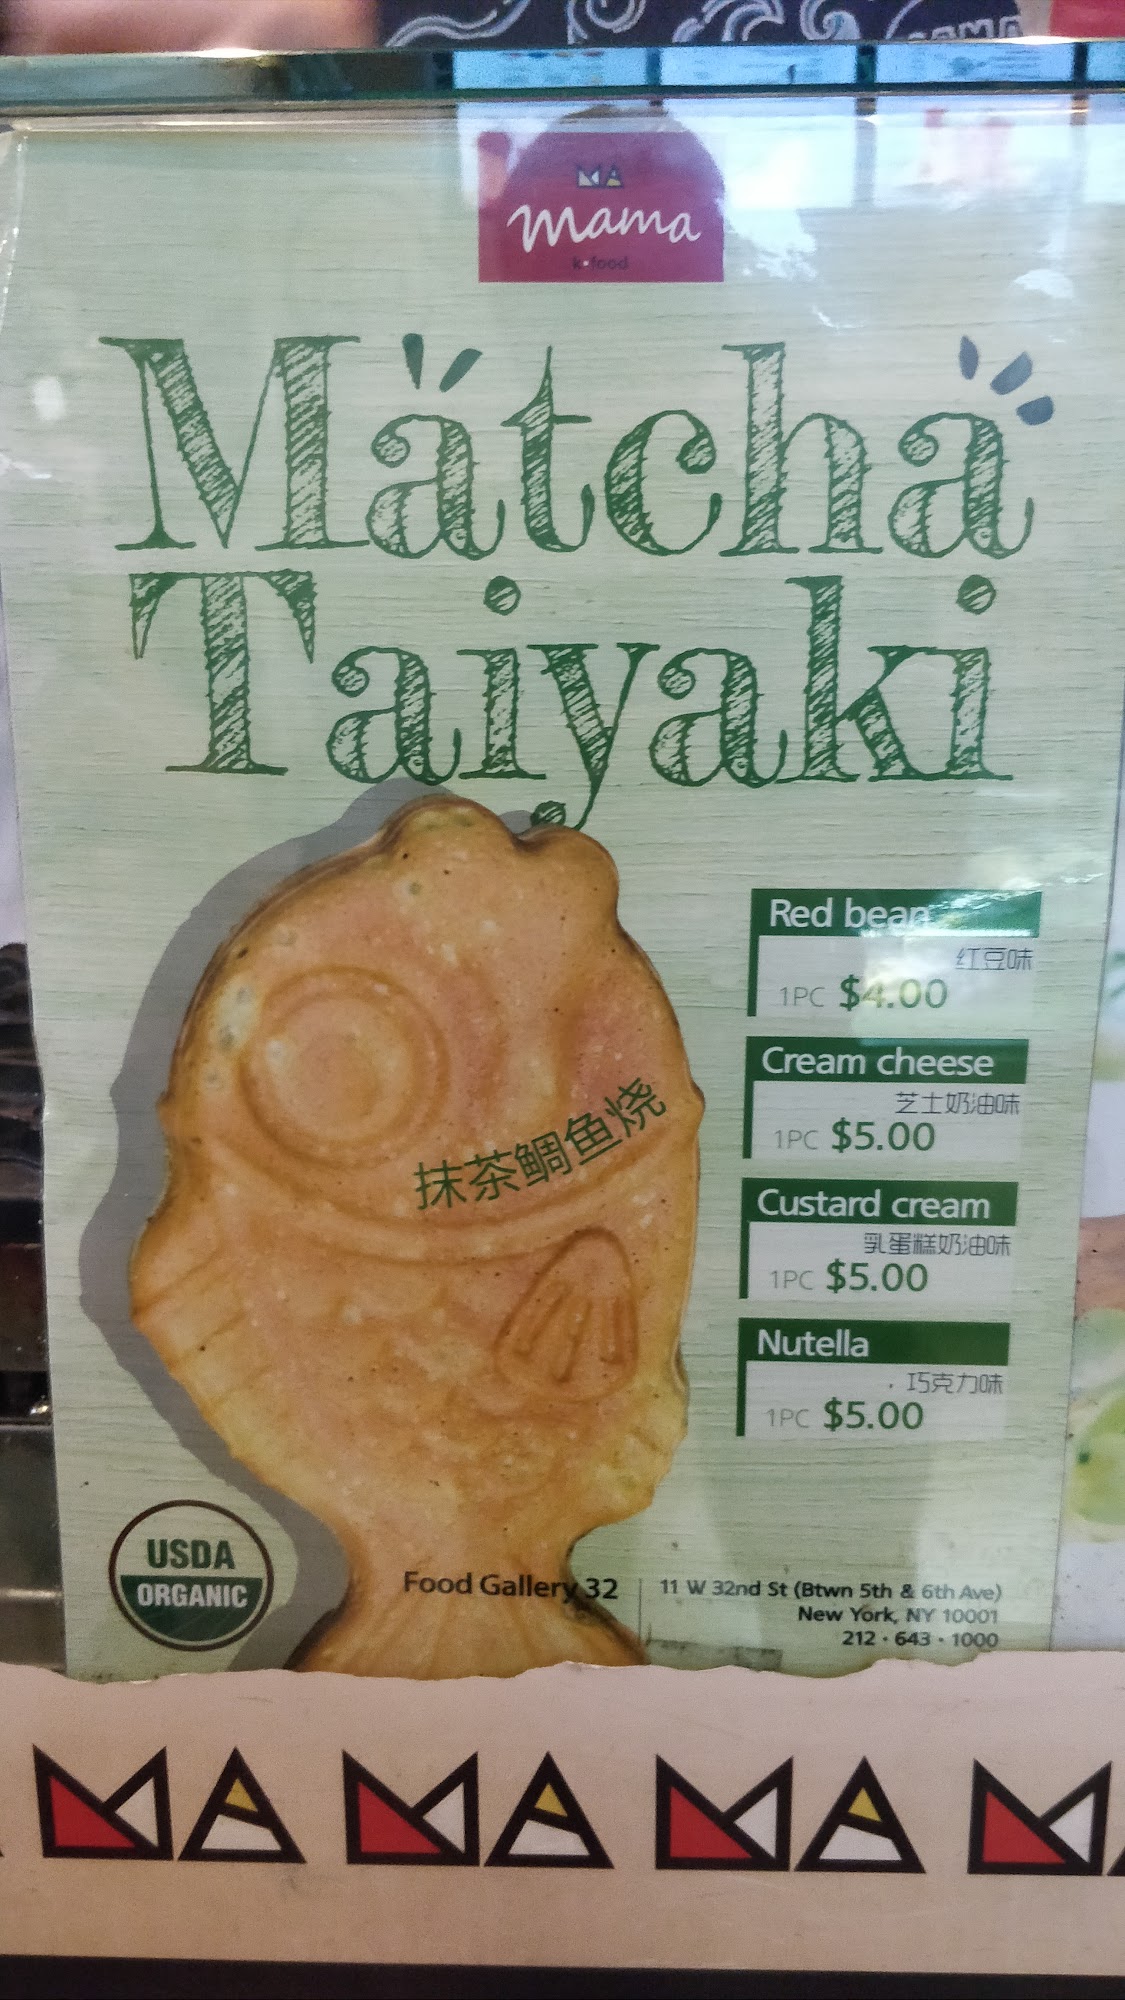 MA
mama
k•food
Matcha
Taiyaki
Red bean
红豆味
1PC $4.00
Cream cheese
芝士奶油味
1PC $5.00
抹茶鲷鱼烧
Custard cream
乳蛋糕奶油味
1PC $5.00
Nutella
巧克力味
1PC $5.00
USDA
ORGANIC
Food Gallery 32
11 W 32nd St (Btwn 5th & 6th Ave)
New York, NY 10001
212 • 643 • 1000
MA MA MA M